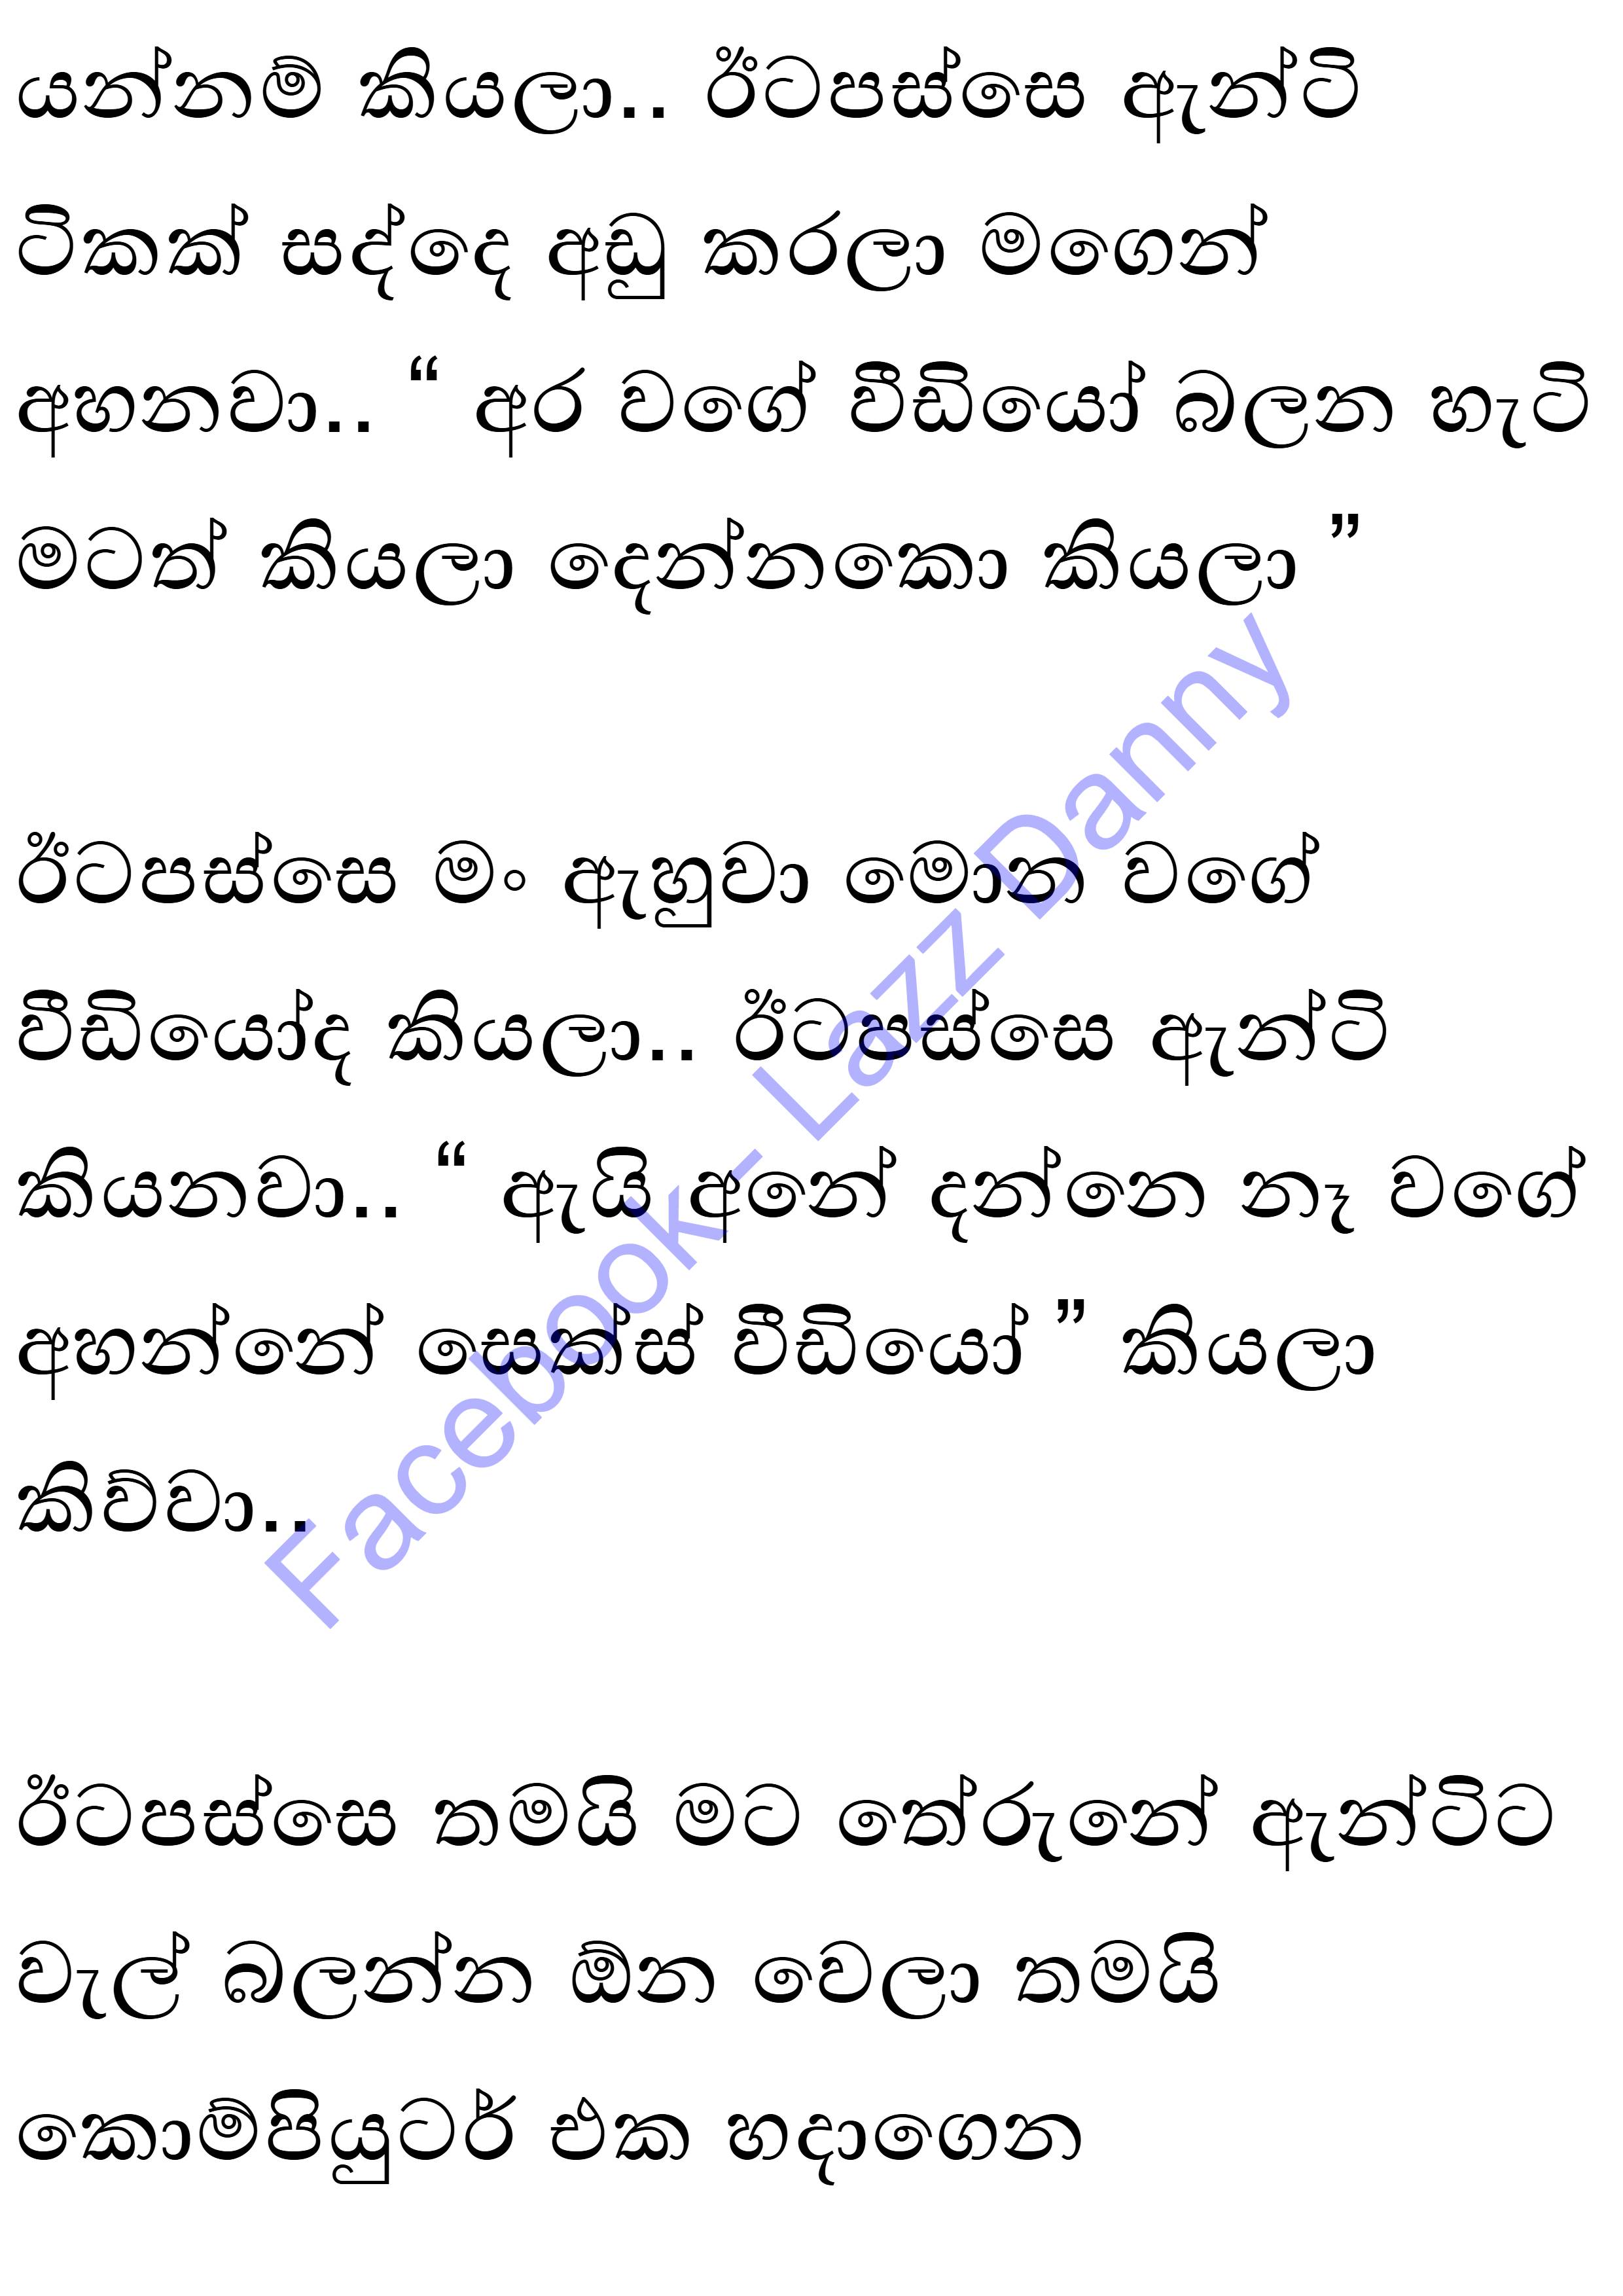 යන්නම් කියලා.. ඊටපස්සෙ ඇන්ටි
ටිකක් සද්දෙ අඩු කරලා මගෙන්
අහනවා.. “ අර වගේ වීඩියෝ බලන හැටි
මටත් කියලා දෙන්නකො කියලා ”
ඊටපස්සෙ මං ඇහුවා මොන වගේ
වීඩියෝද කියලා.. ඊටපස්සෙ ඇන්ටි
කියනවා.. “ ඇයි අනේ දන්නෙ නෑ වගේ
අහන්නේ සෙක්ස් වීඩියෝ ” කියලා
කිව්වා..
ඊටපස්සෙ තමයි මට තේරුනේ ඇන්ටිට
වැල් බලන්න ඕන වෙලා තමයි
කොම්පියුටර් එක හදාගෙන
Facebook - Lazz Danny